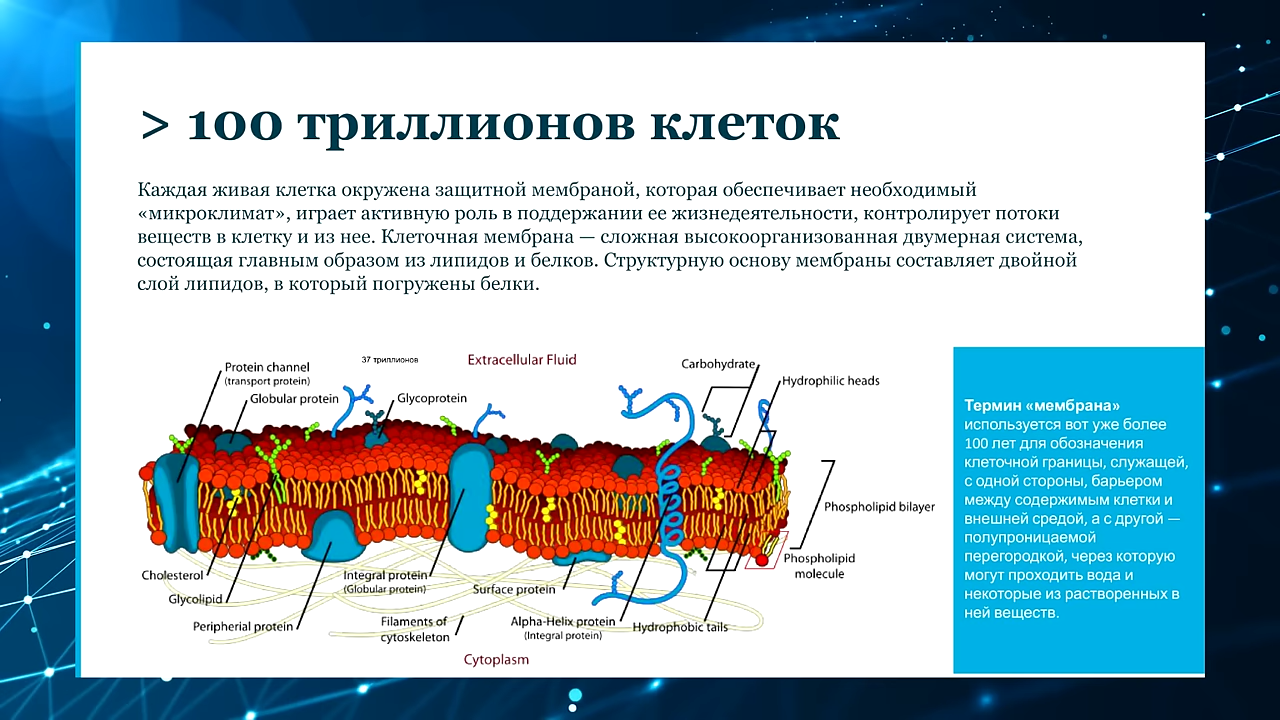 > 100 триллионов клеток
Каждая живая клетка окружена защитной мембраной, которая обеспечивает необходимый
«микроклимат», играет активную роль в поддержании ее жизнедеятельности, контролирует потоки
веществ в клетку и из нее. Клеточная мембрана — сложная высокоорганизованная двумерная система,
состоящая главным образом из липидов и белков. Структурную основу мембраны составляет двойной
слой липидов, в который погружены белки.
37 триллионов
Extracellular Fluid
Protein channel
(transport protein)
Globular protein
Glycoprotein
Carbohydrate
Hydrophilic heads
Phospholipid bilayer
Phospholipid
molecule
Cholesterol
Glycolipid
Peripherial protein
Integral protein
(Globular protein)
Filaments of
cytoskeleton
Surface protein
Alpha-Helix protein
(Integral protein)
Hydrophobic tails
Cytoplasm
Термин «мембрана»
используется вот уже более
100 лет для обозначения
клеточной границы, служащей,
с одной стороны, барьером
между содержимым клетки и
внешней средой, а с другой —
полупроницаемой
перегородкой, через которую
могут проходить вода и
некоторые из растворенных в
ней веществ.